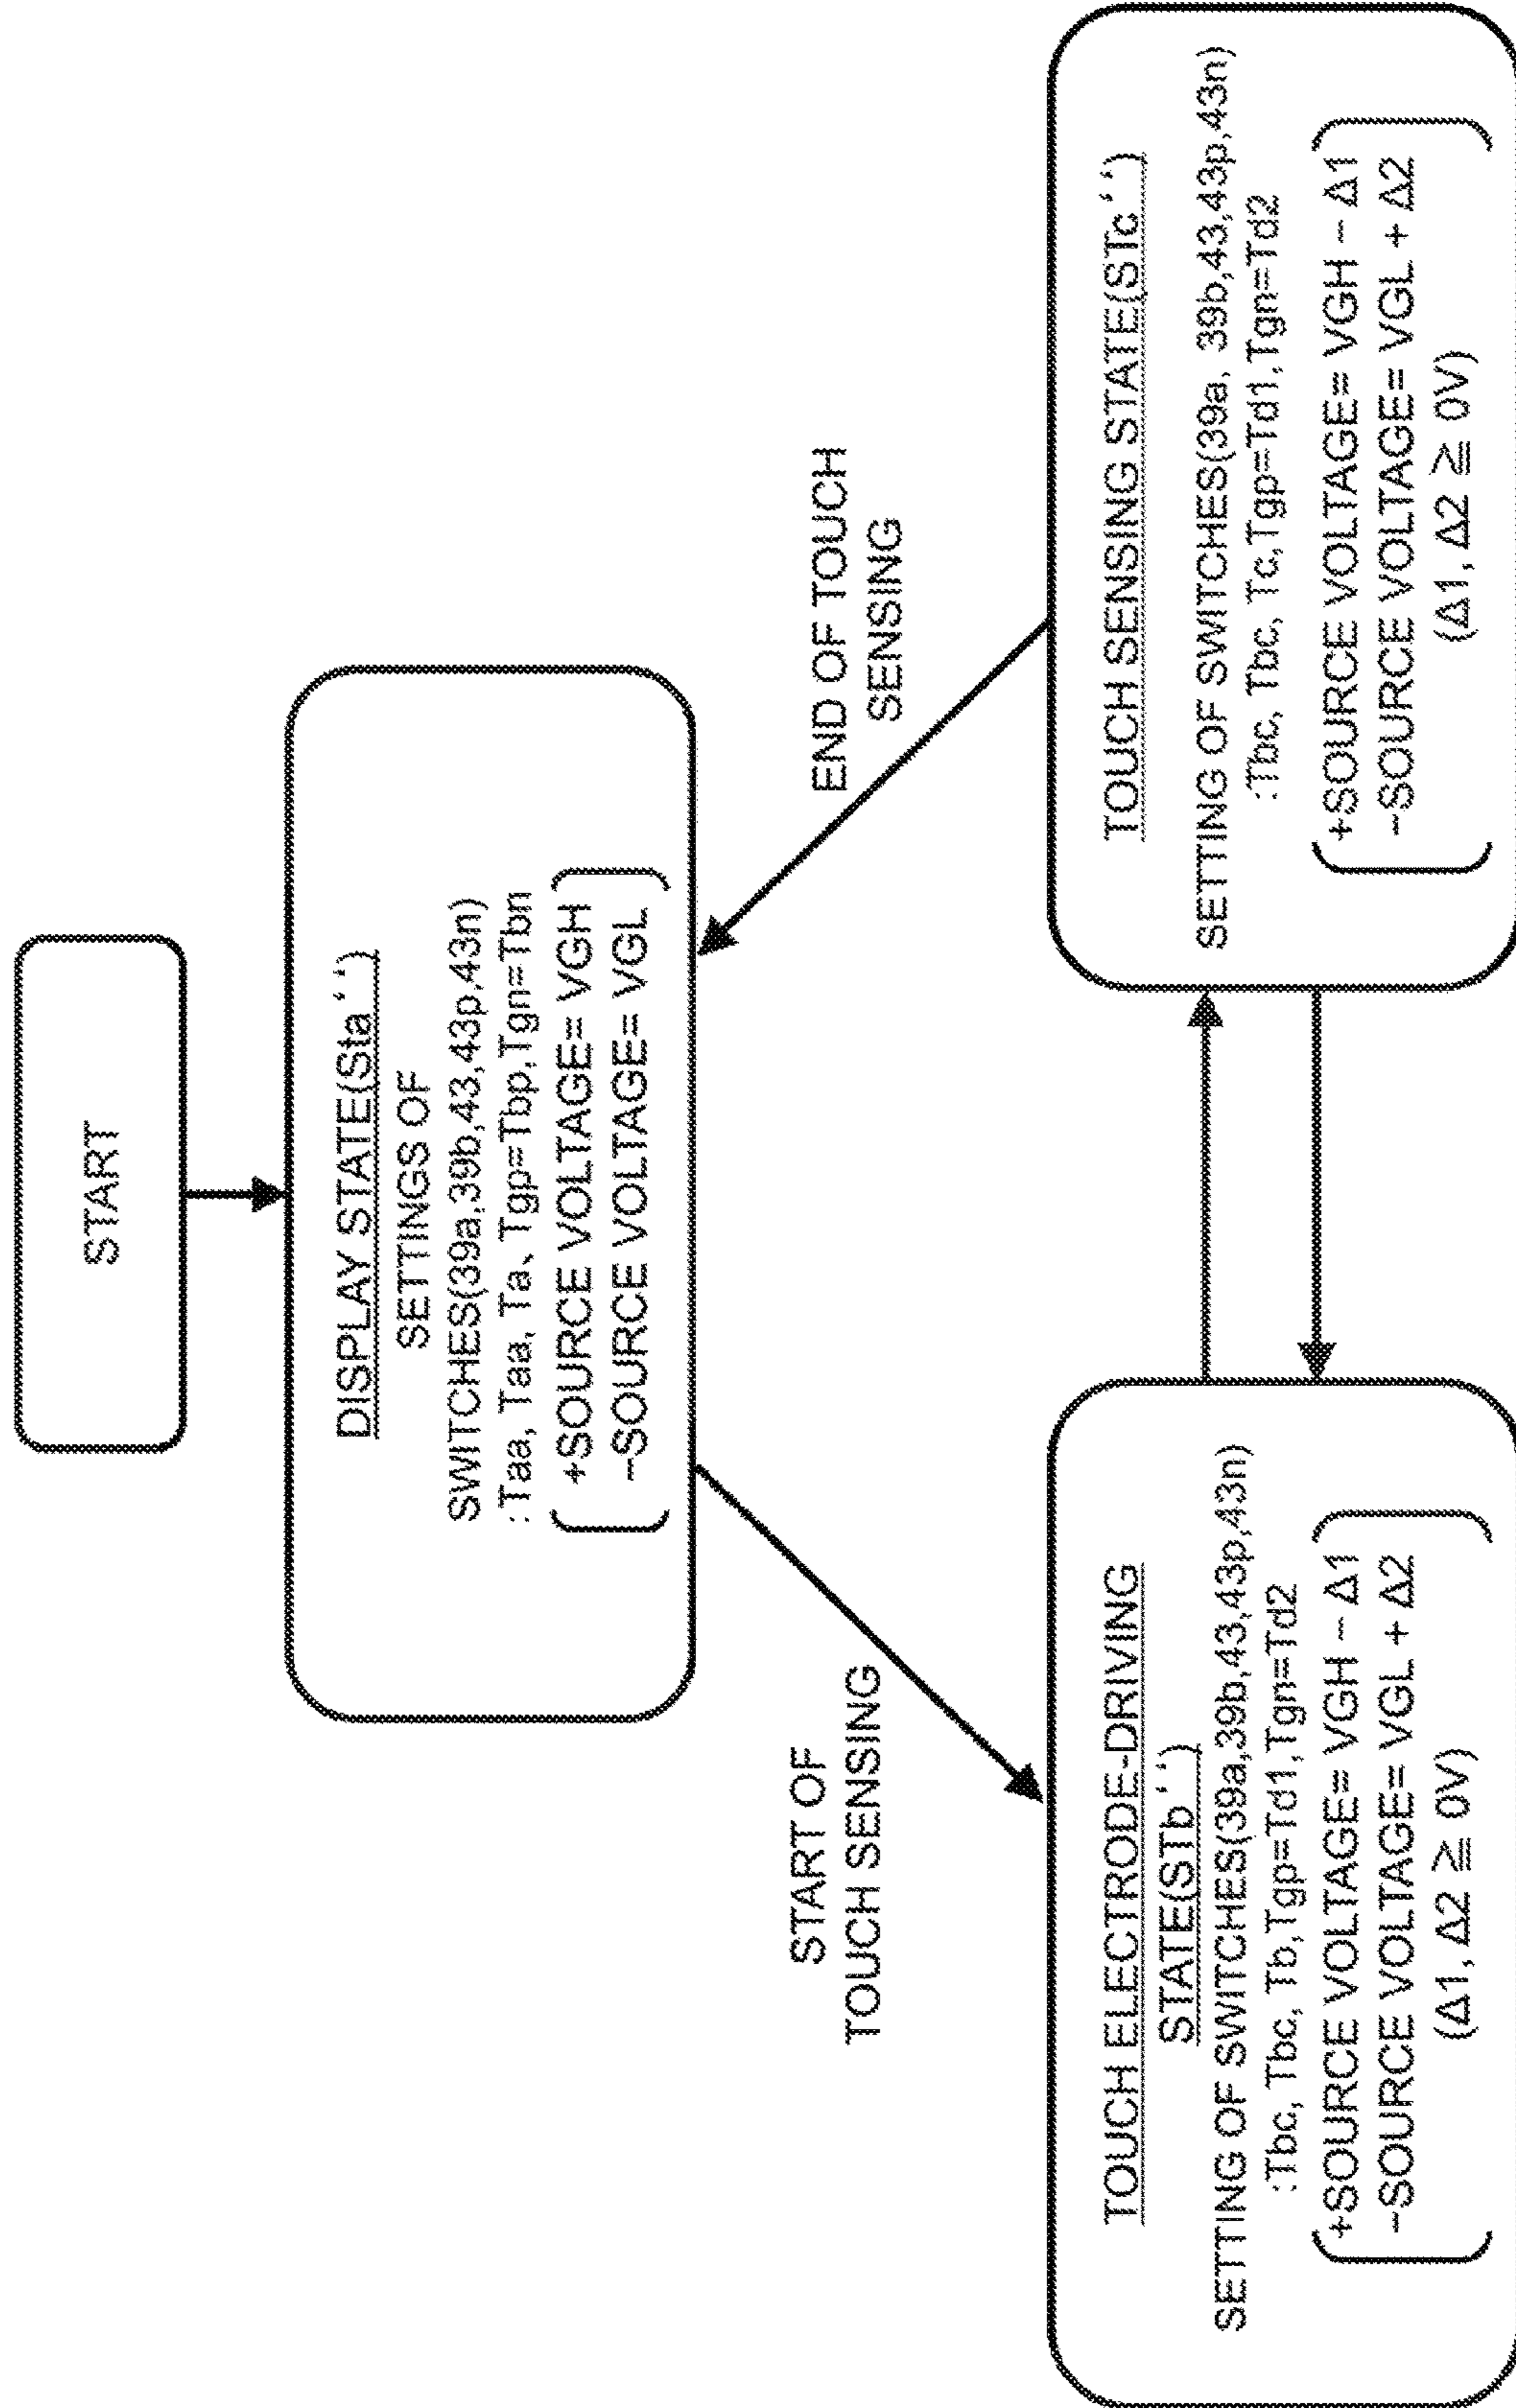 START
DISPLAY STATE(Sta‘‘)
SETTINGS OF
SWITCHES(39a,39b,43,43p,43n)
:Taa, Taa, Ta、Tgp=Tbp,Tgn=Tbn
+SOURCE VOLTAGE= VGH
−SOURCE VOLTAGE= VGL
START OF
TOUCH SENSING
END OF TOUCH
SENSING
TOUCH ELECTRODE-DRIVING
STATE(STb‘‘)
SETTING OF SWITCHES(39a,39b,43,43p,43n)
:Tbc, Tbc, Tb,Tgp=Td1,Tgn=Td2
+SOURCE VOLTAGE= VGH − Δ1
−SOURCE VOLTAGE= VGL + Δ2
(Δ1, Δ2 ≧ 0V)
TOUCH SENSING STATE(STc‘‘)
SETTING OF SWITCHES(39a, 39b,43,43p,43n)
:Tbc, Tbc, Tc,Tgp=Td1,Tgn=Td2
+SOURCE VOLTAGE= VGH − Δ1
−SOURCE VOLTAGE= VGL + Δ2
(Δ1, Δ2 ≧ 0V)